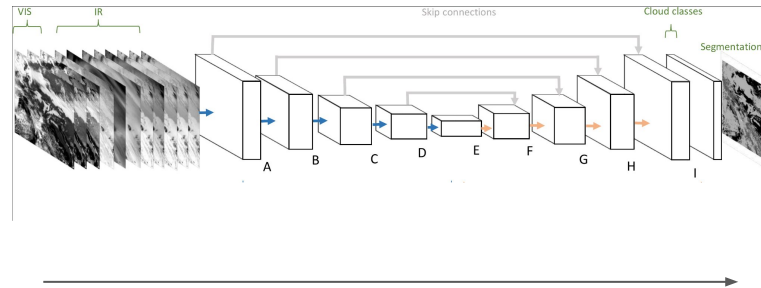 VIS
IR
Skip connections
Cloud classes
Segmentation
A
B
C
D
E
F
G
H
I